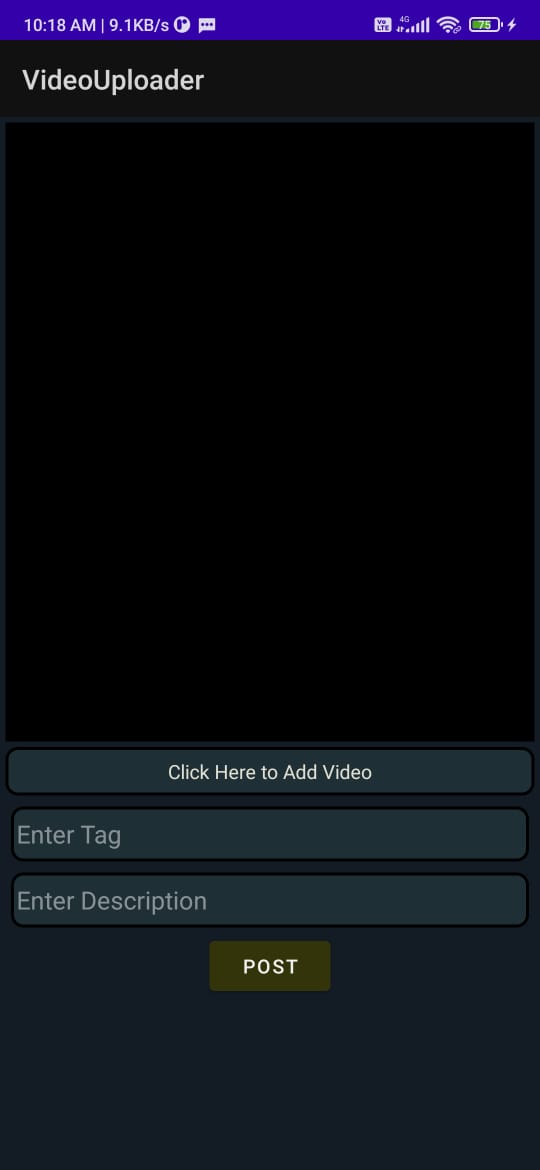 10:18 AM | 9.1KB/s
Vo LTE 4G 75
VideoUploader
Click Here to Add Video
Enter Tag
Enter Description
POST